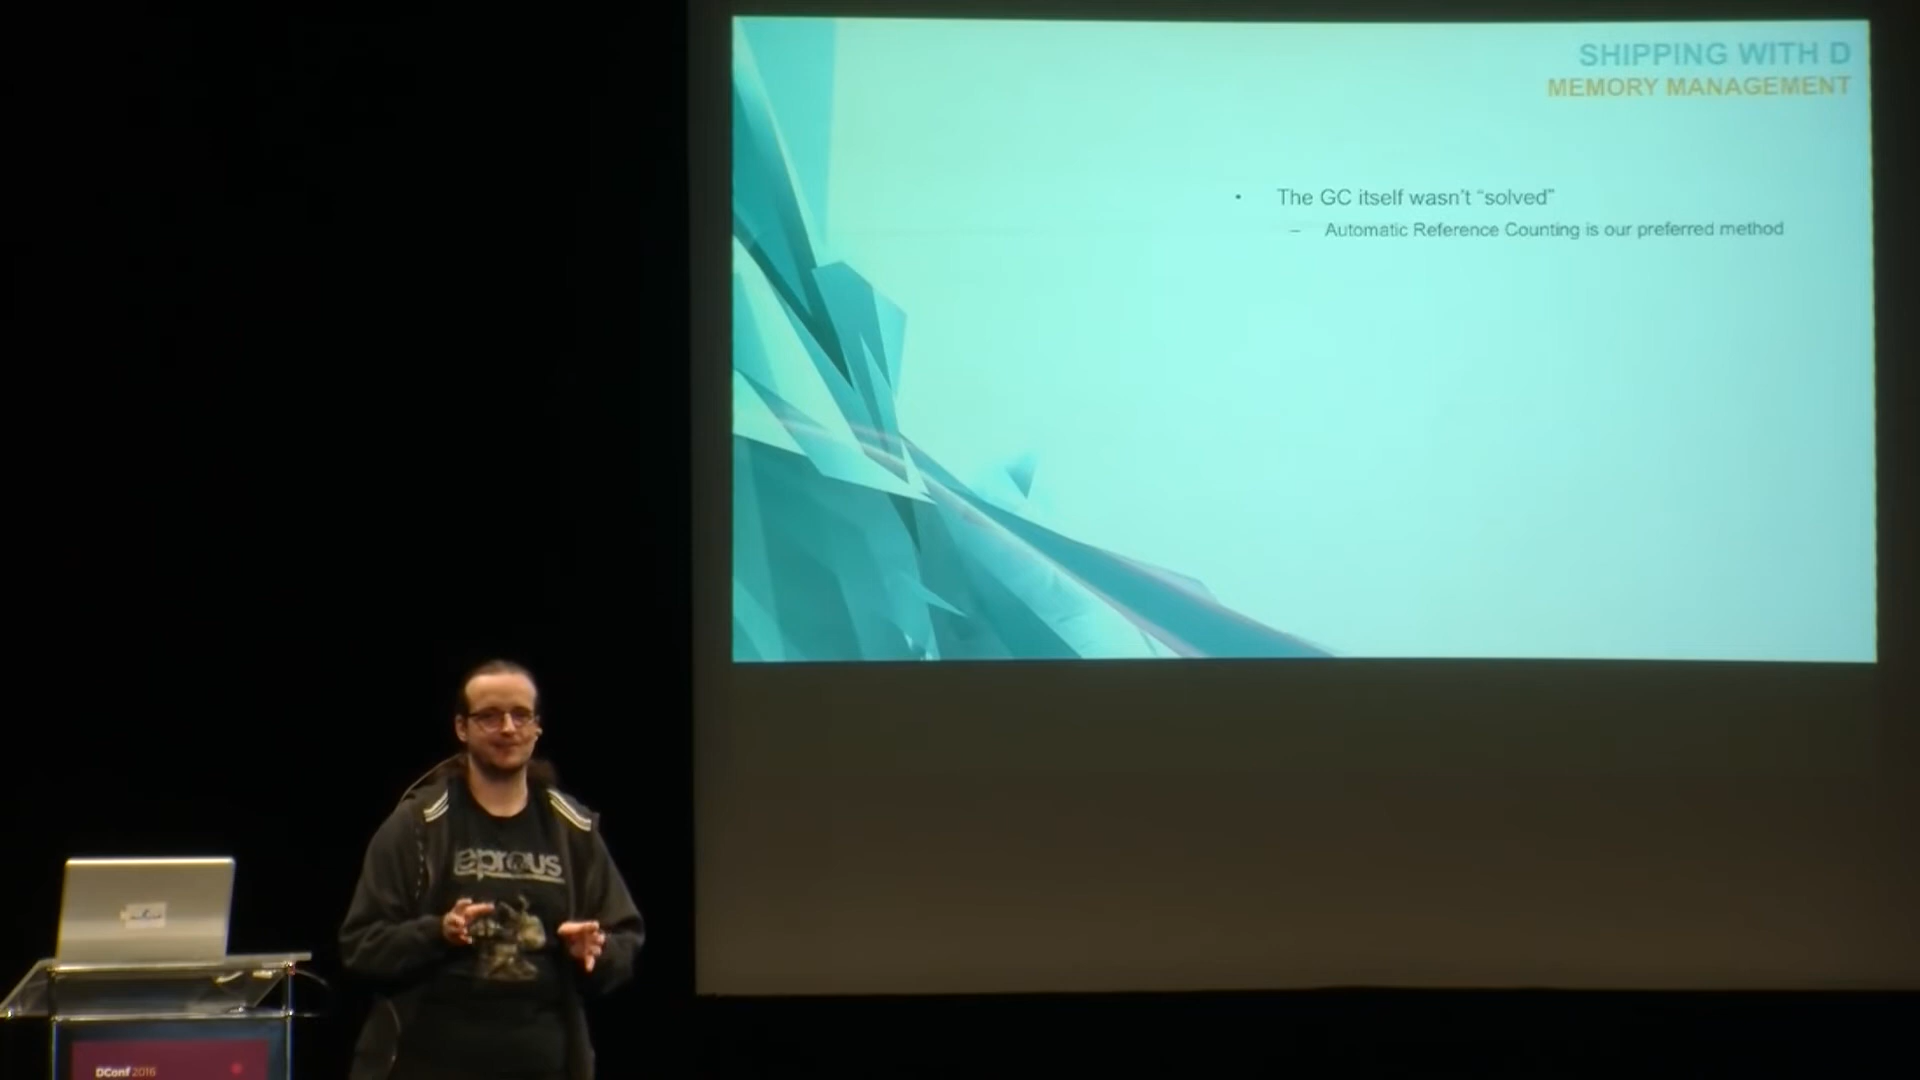 SHIPPING WITH D
MEMORY MANAGEMENT
• The GC itself wasn't “solved”
– Automatic Reference Counting is our preferred method
eprous
DConf 2016